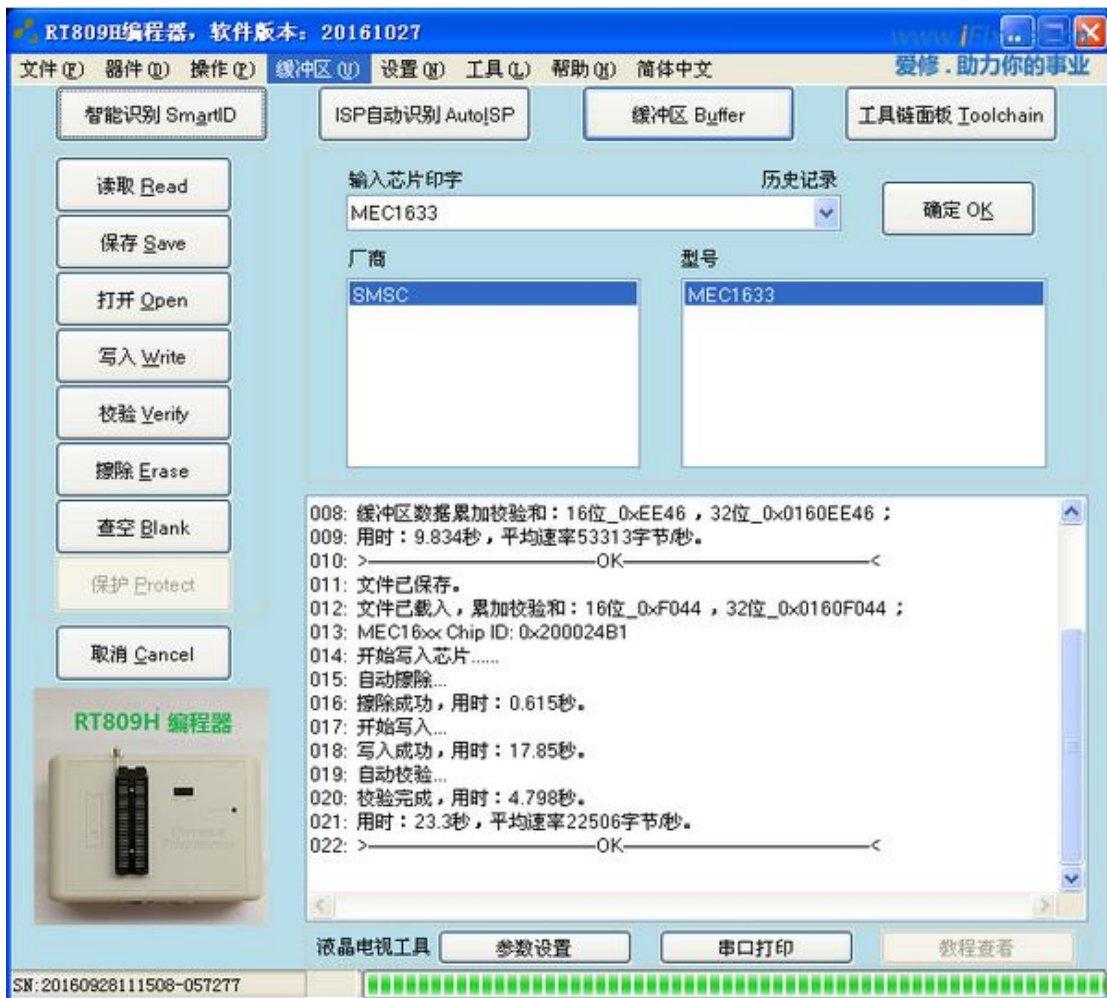 RT809H编程器，软件版本：20161027
爱修.助力你的事业
文件(F) 器件(D) 操作(P) 缓冲区(U) 设置(N) 工具(L) 帮助(H) 简体中文
智能识别 SmartID
ISP自动识别 AutoISP
缓冲区 Buffer
工具链面板 Toolchain
读取 Read
保存 Save
打开 Open
写入 Write
校验 Verify
擦除 Erase
查空 Blank
保护 Protect
取消 Cancel
RT809H 编程器
输入芯片印字
历史记录
MEC1633
确定 OK
厂商
型号
SMSC
MEC1633
008: 缓冲区数据累加校验和：16位_0xEE46，32位_0x0160EE46；
009: 用时：9.834秒，平均速率53313字节/秒。
010: >————————OK————————<
011: 文件已保存。
012: 文件已载入，累加校验和：16位_0xF044，32位_0x0160F044；
013: MEC16xx Chip ID: 0x200024B1
014: 开始写入芯片......
015: 自动擦除...
016: 擦除成功，用时：0.615秒。
017: 开始写入...
018: 写入成功，用时：17.85秒。
019: 自动校验...
020: 校验完成，用时：4.798秒。
021: 用时：23.3秒，平均速率22506字节/秒。
022: >————————OK————————<
液晶电视工具
参数设置
串口打印
教程查看
SN:20160928111508-057277